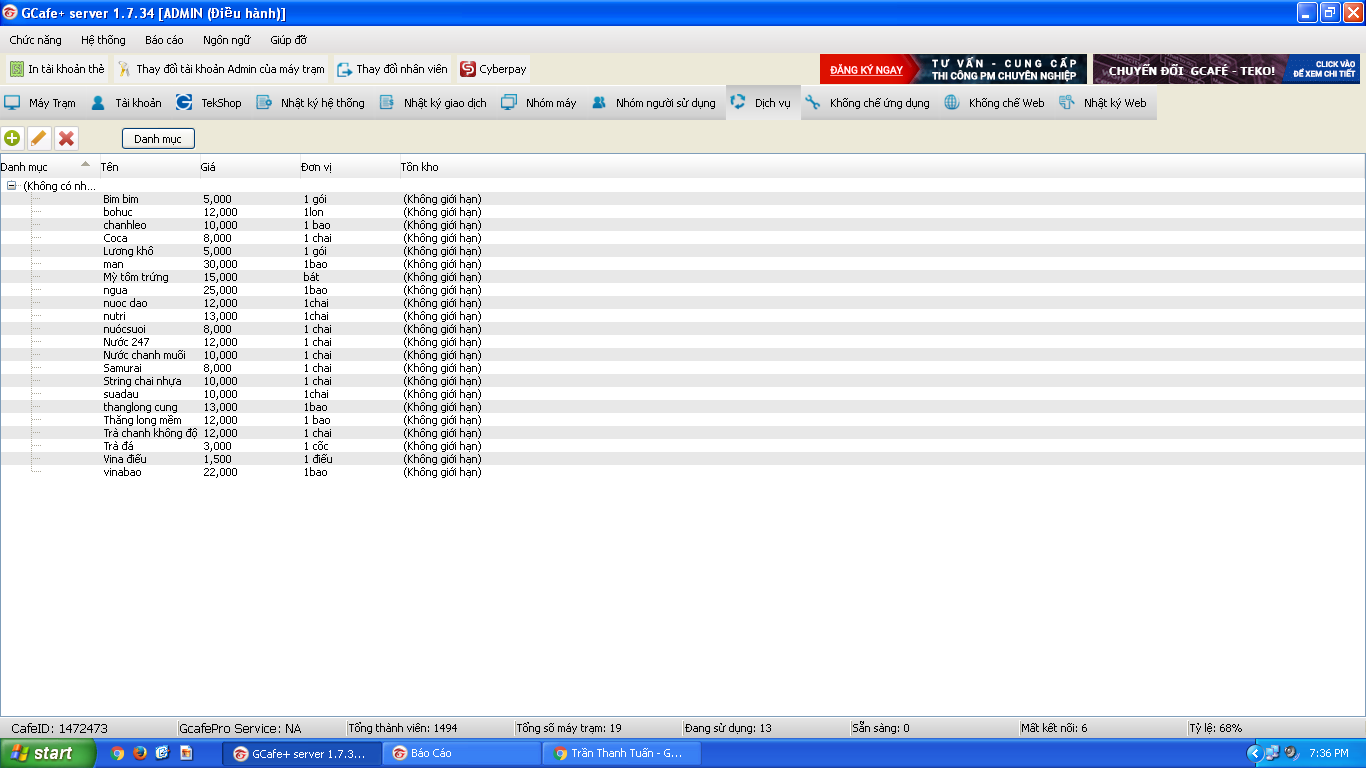 GCafe+ server 1.7.34 [ADMIN (Điều hành)]
Chức năng Hệ thống Báo cáo Ngôn ngữ Giúp đỡ
In tài khoản thẻ Thay đổi tài khoản Admin của máy trạm Thay đổi nhân viên Cyberpay
ĐĂNG KÝ NGAY
TƯ VẤN - CUNG CẤP
THI CÔNG PM CHUYÊN NGHIỆP
CHUYỂN ĐỔI GCAFÉ - TEKO!
CLICK VÀO
ĐỂ XEM CHI TIẾT
Máy Trạm Tài khoản TekShop Nhật ký hệ thống Nhật ký giao dịch Nhóm máy Nhóm người sử dụng Dịch vụ Khống chế ứng dụng Khống chế Web Nhật ký Web
Danh mục
Danh mục Tên Giá Đơn vị Tồn kho
(Không có nh...
Bim bim 5,000 1 gói (Không giới hạn)
bohuc 12,000 1lon (Không giới hạn)
chanhleo 10,000 1 bao (Không giới hạn)
Coca 8,000 1 chai (Không giới hạn)
Lương khô 5,000 1 gói (Không giới hạn)
man 30,000 1bao (Không giới hạn)
Mỳ tôm trứng 15,000 bát (Không giới hạn)
ngua 25,000 1bao (Không giới hạn)
nuoc dao 12,000 1chai (Không giới hạn)
nutri 13,000 1chai (Không giới hạn)
nuócsuoi 8,000 1 chai (Không giới hạn)
Nước 247 12,000 1 chai (Không giới hạn)
Nước chanh muối 10,000 1 chai (Không giới hạn)
Samurai 8,000 1 chai (Không giới hạn)
String chai nhựa 10,000 1 chai (Không giới hạn)
suadau 10,000 1chai (Không giới hạn)
thanglong cung 13,000 1bao (Không giới hạn)
Thăng long mềm 12,000 1 bao (Không giới hạn)
Trà chanh không độ 12,000 1 chai (Không giới hạn)
Trà đá 3,000 1 cốc (Không giới hạn)
Vina điếu 1,500 1 điếu (Không giới hạn)
vinabao 22,000 1bao (Không giới hạn)
CafeID: 1472473 GcafePro Service: NA Tổng thành viên: 1494 Tổng số máy trạm: 19 Đang sử dụng: 13 Sẵn sàng: 0 Mất kết nối: 6 Tỷ lệ: 68%
start GCafe+ server 1.7.3... Báo Cáo Trần Thanh Tuấn - G... 7:36 PM